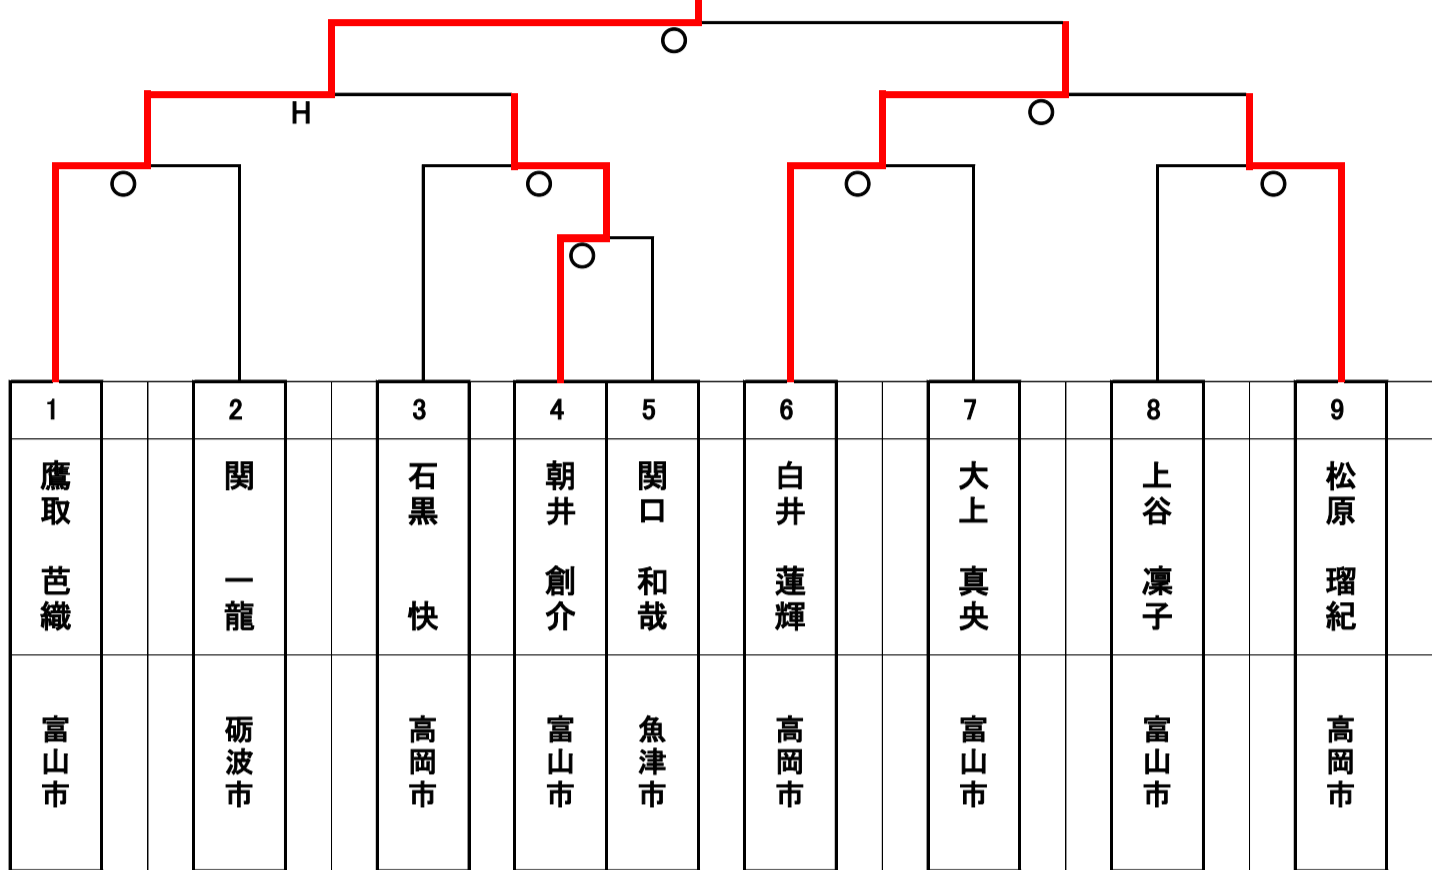 H
1
2
3
4
5
6
7
8
9
鷹取 芭織
関 一龍
石黒 快
朝井 創介
関口 和哉
白井 蓮輝
大上 真央
上谷 凜子
松原 瑠紀
富山市
砺波市
高岡市
富山市
魚津市
高岡市
富山市
富山市
高岡市